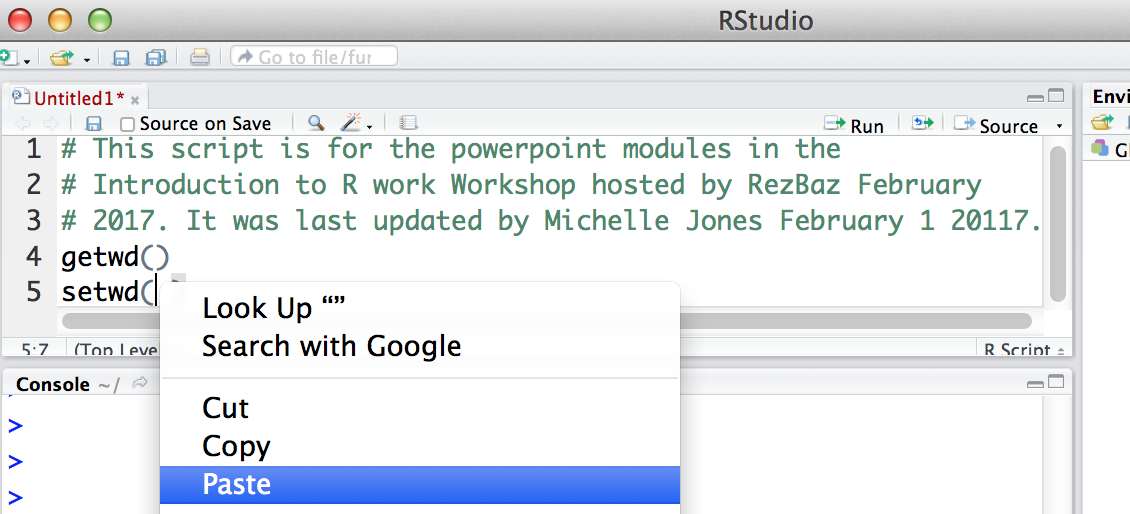 RStudio
Go to file/fur
Untitled1*
Envi
Source on Save
Run
Source
1 # This script is for the powerpoint modules in the
2 # Introduction to R work Workshop hosted by RezBaz February
3 # 2017. It was last updated by Michelle Jones February 1 20117.
4 getwd()
5 setwd(
Look Up “”
Search with Google
5:7 (Top Leve
R Script
Console ~/
Cut
>
Copy
>
Paste
>